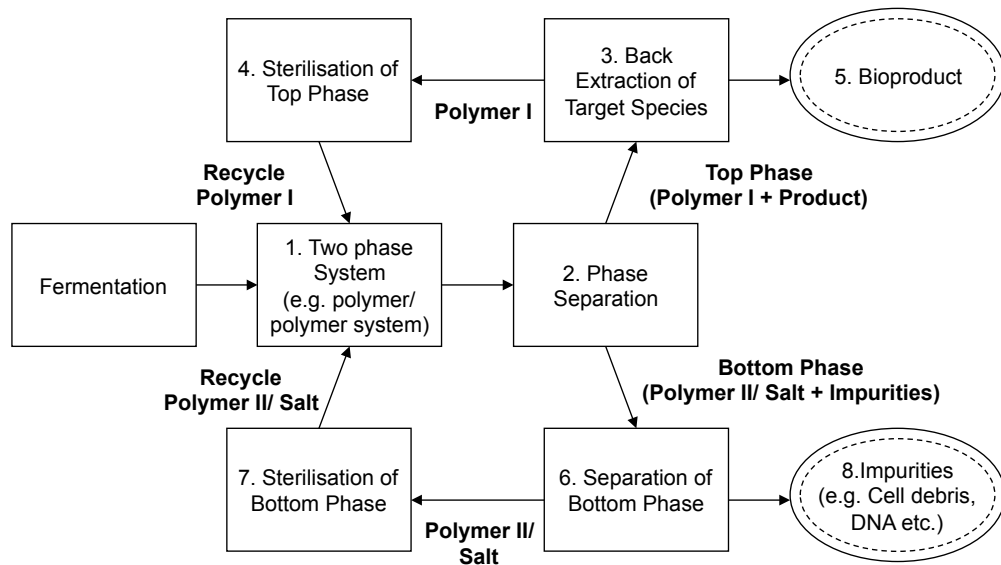 4. Sterilisation of
Top Phase
3. Back
Extraction of
Target Species
5. Bioproduct
Polymer I
Recycle
Polymer I
Top Phase
(Polymer I + Product)
Fermentation
1. Two phase
System
(e.g. polymer/
polymer system)
2. Phase
Separation
Recycle
Polymer II/ Salt
Bottom Phase
(Polymer II/ Salt + Impurities)
7. Sterilisation of
Bottom Phase
6. Separation of
Bottom Phase
8.Impurities
(e.g. Cell debris,
DNA etc.)
Polymer II/
Salt